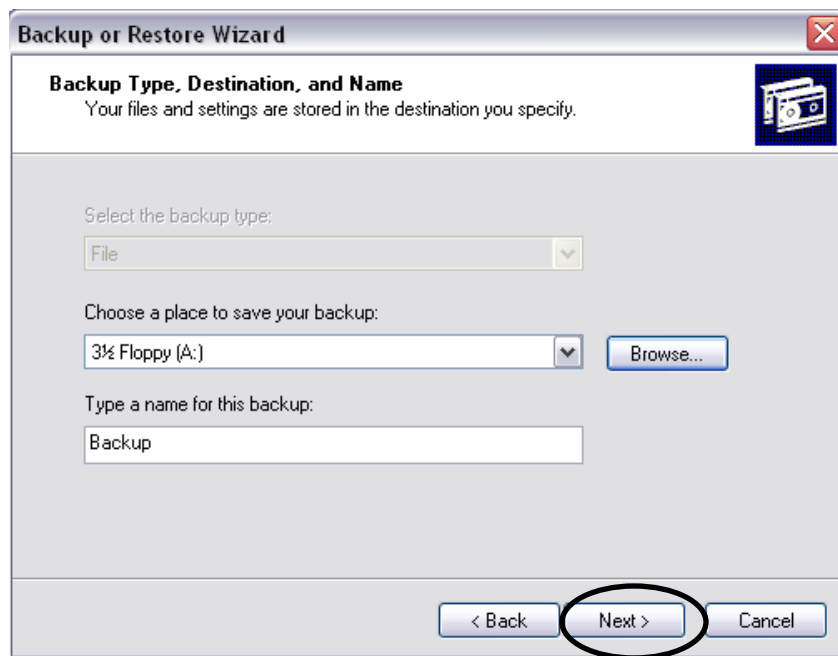 Backup or Restore Wizard
Backup Type, Destination, and Name
Your files and settings are stored in the destination you specify.
Select the backup type:
File
Choose a place to save your backup:
3½ Floppy (A:)
Browse...
Type a name for this backup:
Backup
< Back Next > Cancel